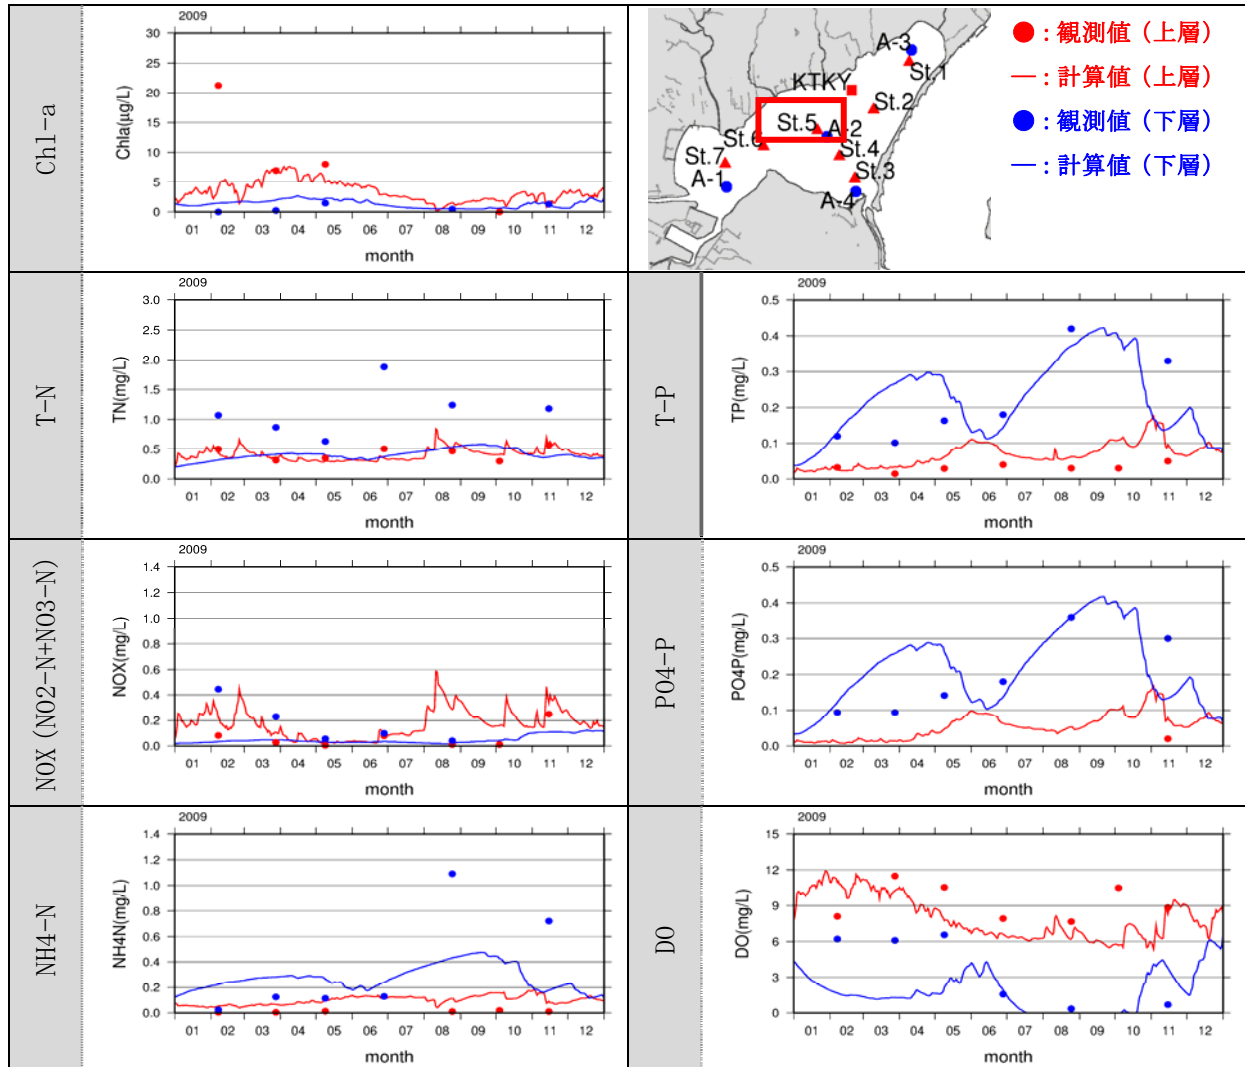 Chl-a
2009
30
25
20
15
10
5
0
Chla(μg/L)
01 02 03 04 05 06 07 08 09 10 11 12
month
A-3
St.1
KTKY
St.2
St.5
A-2
St.6
St.4
St.7
St.3
A-1
A-4
:観測値（上層）
:計算値（上層）
:観測値（下層）
:計算値（下層）
T-N
2009
3.0
2.5
2.0
1.5
1.0
0.5
0.0
TN(mg/L)
01 02 03 04 05 06 07 08 09 10 11 12
month
T-P
2009
0.5
0.4
0.3
0.2
0.1
0.0
TP(mg/L)
01 02 03 04 05 06 07 08 09 10 11 12
month
NOX (NO2-N+NO3-N)
2009
1.4
1.2
1.0
0.8
0.6
0.4
0.2
0.0
NOX(mg/L)
01 02 03 04 05 06 07 08 09 10 11 12
month
PO4-P
2009
0.5
0.4
0.3
0.2
0.1
0.0
PO4P(mg/L)
01 02 03 04 05 06 07 08 09 10 11 12
month
NH4-N
2009
1.4
1.2
1.0
0.8
0.6
0.4
0.2
0.0
NH4N(mg/L)
01 02 03 04 05 06 07 08 09 10 11 12
month
DO
2009
15
12
9
6
3
0
DO(mg/L)
01 02 03 04 05 06 07 08 09 10 11 12
month